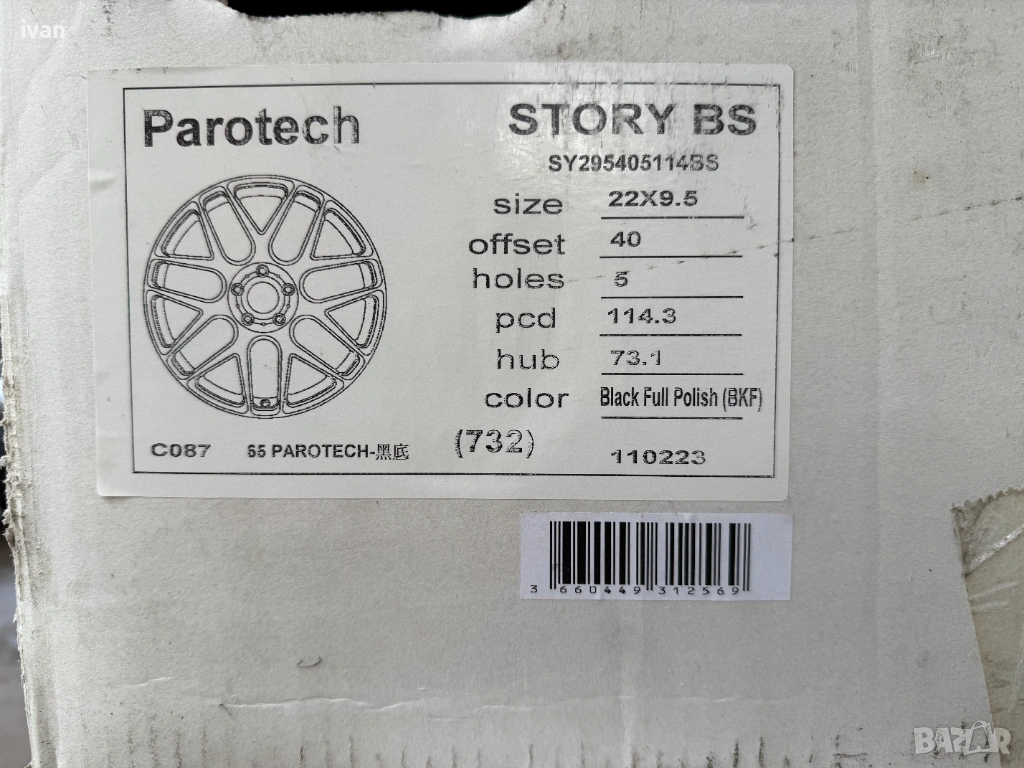 ivan
Parotech
STORY BS
SY295405114BS
size 22X9.5
offset 40
holes 5
pcd 114.3
hub 73.1
color Black Full Polish (BKF)
C087 55 PAROTECH-黑底 (732) 110223
3 660449 312569
BAZAR